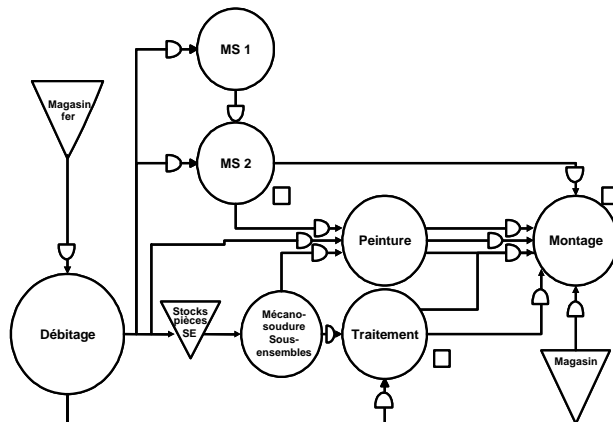 MS 1
Magasin
fer
MS 2
Peinture
Montage
Débitage
Stocks
pièces
SE
Mécano-
soudure
Sous-
ensembles
Traitement
Magasin